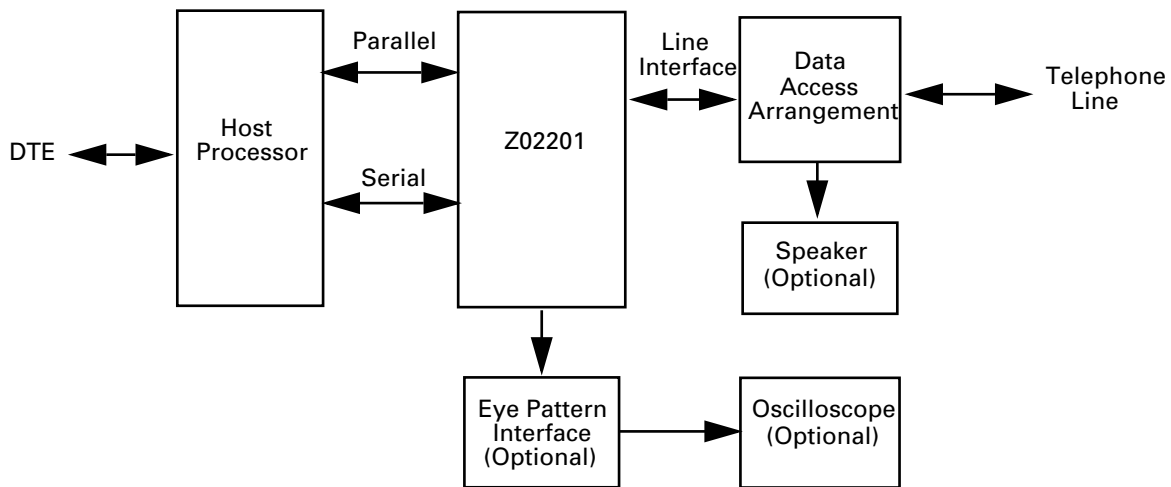 DTE
Host
Processor
Parallel
Serial
Z02201
Line
Interface
Data
Access
Arrangement
Telephone
Line
Speaker
(Optional)
Eye Pattern
Interface
(Optional)
Oscilloscope
(Optional)